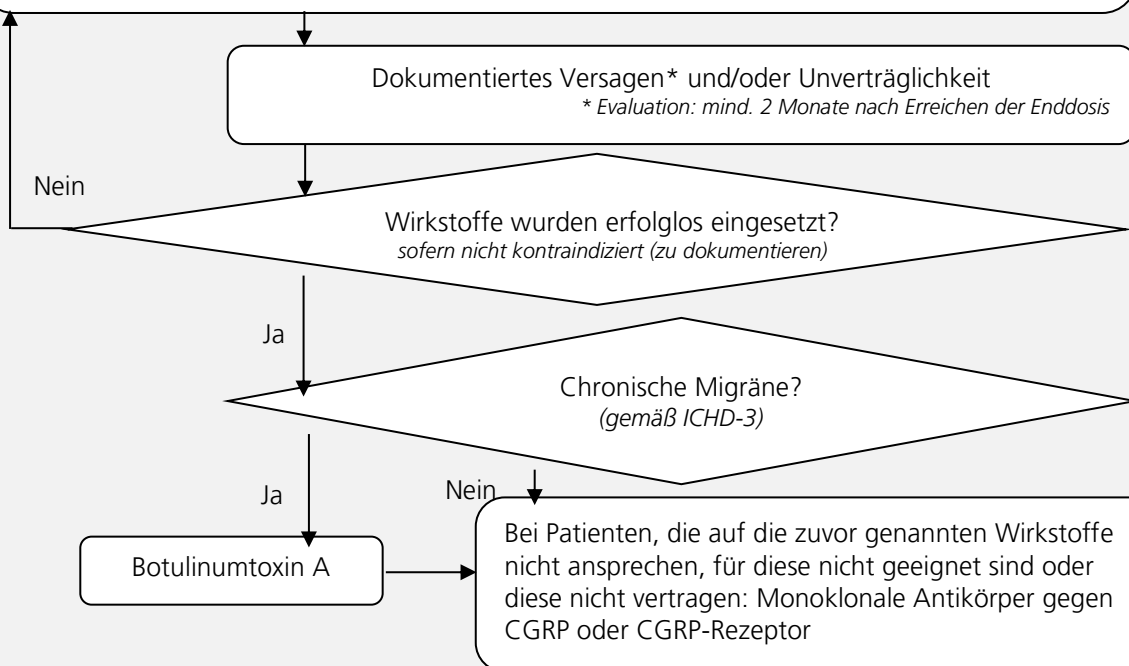 Dokumentiertes Versagen* und/oder Unverträglichkeit
* Evaluation: mind. 2 Monate nach Erreichen der Enddosis
Nein
Wirkstoffe wurden erfolglos eingesetzt?
sofern nicht kontraindiziert (zu dokumentieren)
Ja
Chronische Migräne?
(gemäß ICHD-3)
Ja
Nein
Botulinumtoxin A
Bei Patienten, die auf die zuvor genannten Wirkstoffe
nicht ansprechen, für diese nicht geeignet sind oder
diese nicht vertragen: Monoklonale Antikörper gegen
CGRP oder CGRP-Rezeptor